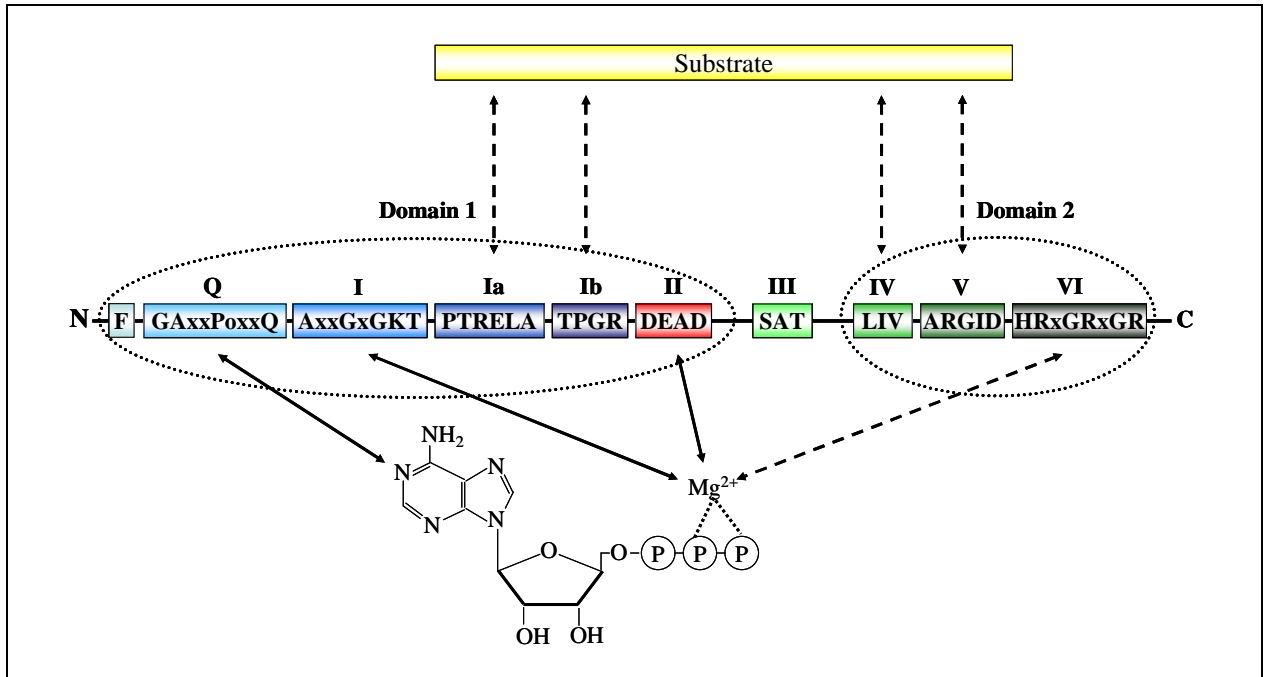 Substrate
Domain 1
Domain 2
Q I Ia Ib II III IV V VI
N F GAxxPoxxQ AxxGxGKT PTRELA TPGR DEAD SAT LIV ARGID HRxGRxGR C
NH₂
N N
Mg²⁺
N N
O O P P P
OH OH